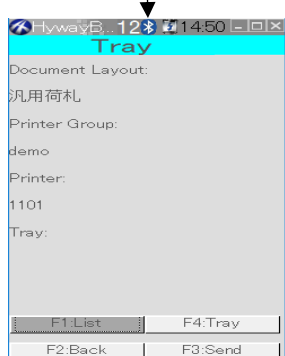 HywayB... 12 14:50
Tray
Document Layout:
汎用荷札
Printer Group:
demo
Printer:
1101
Tray:
F1:List F4:Tray
F2:Back F3:Send